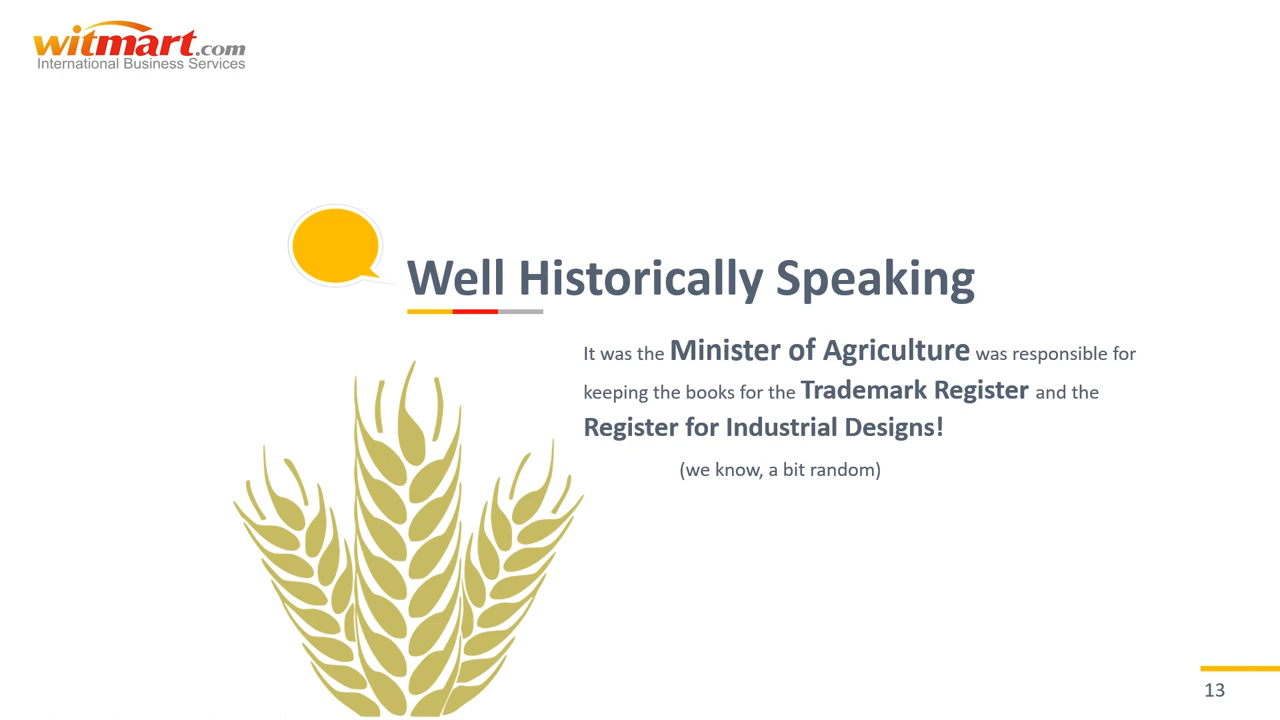 witmart.com
International Business Services
Well Historically Speaking
It was the Minister of Agriculture was responsible for
keeping the books for the Trademark Register and the
Register for Industrial Designs!
(we know, a bit random)
13